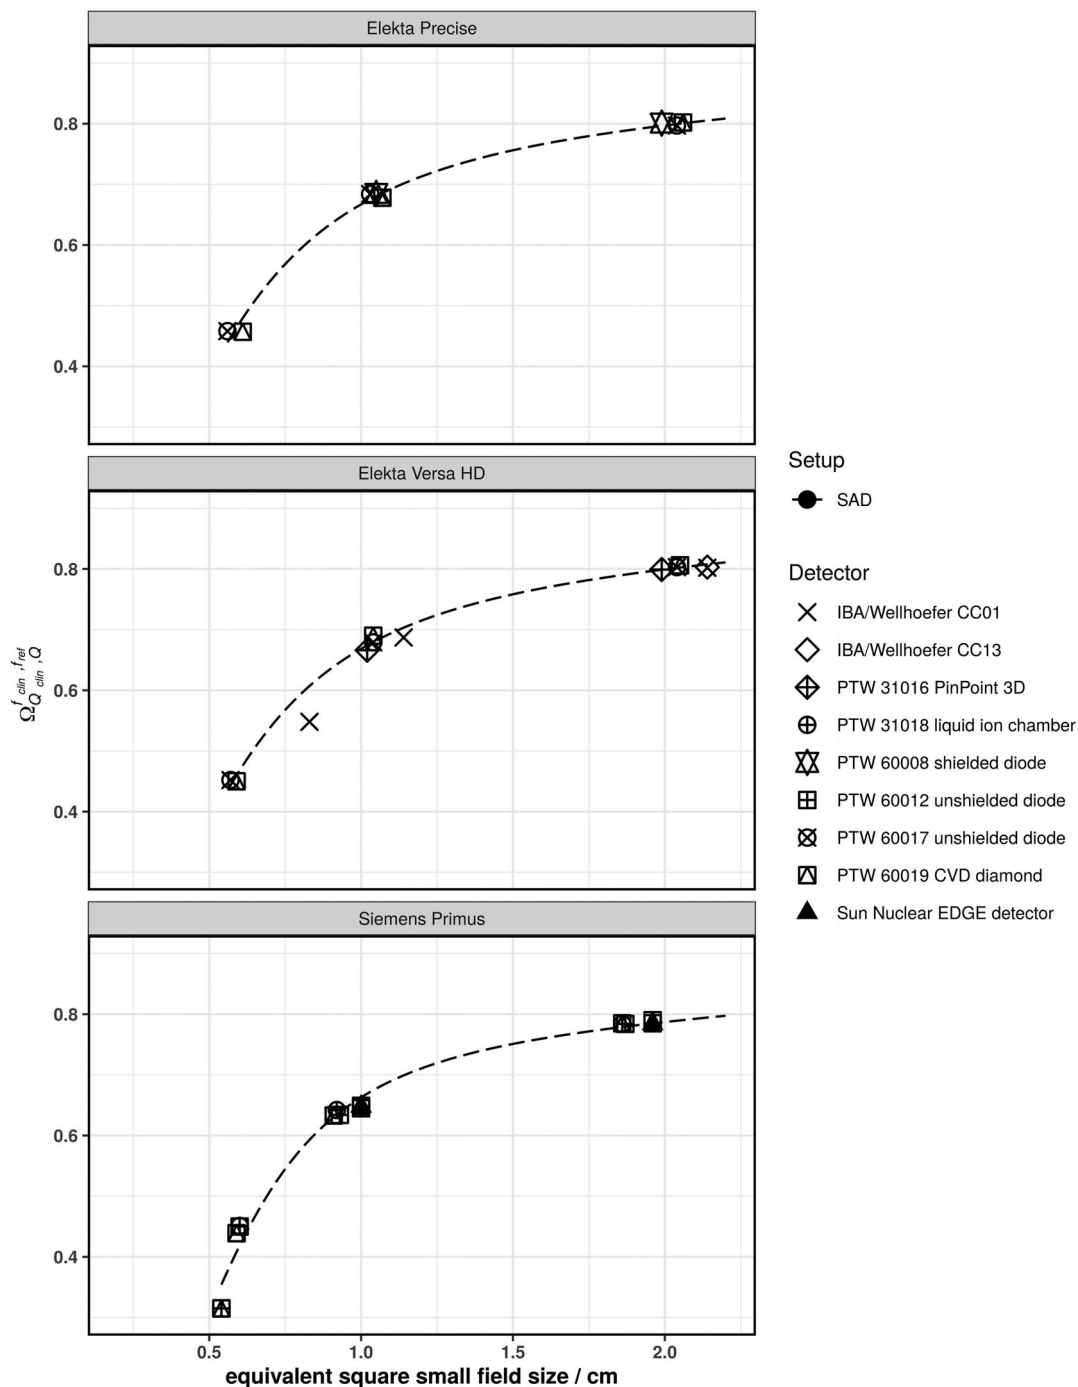 Elekta Precise
0.8
0.6
0.4
Elekta Versa HD
0.8
0.6
0.4
Siemens Primus
0.8
0.6
0.4
0.5 1.0 1.5 2.0
equivalent square small field size / cm
Ω f clin , f ref Q clin , Q
Setup
SAD
Detector
IBA/Wellhoefer CC01
IBA/Wellhoefer CC13
PTW 31016 PinPoint 3D
PTW 31018 liquid ion chamber
PTW 60008 shielded diode
PTW 60012 unshielded diode
PTW 60017 unshielded diode
PTW 60019 CVD diamond
Sun Nuclear EDGE detector